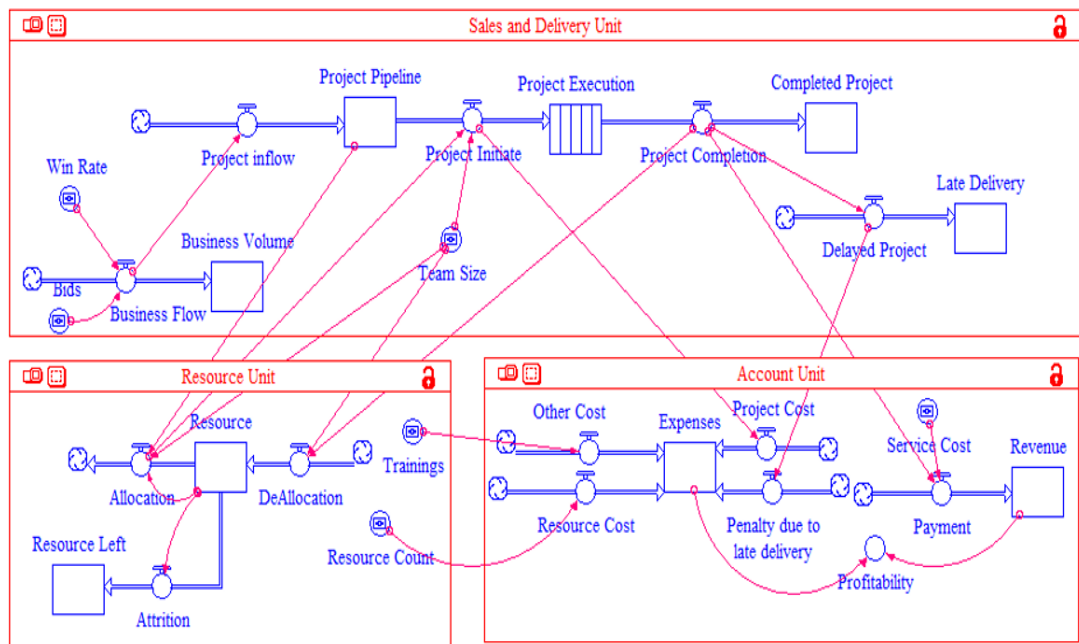 Sales and Delivery Unit
Project Pipeline
Project Execution
Completed Project
Project inflow
Project Initiate
Project Completion
Win Rate
Late Delivery
Business Volume
Team Size
Delayed Project
Bids
Business Flow
Resource Unit
Resource
Allocation
DeAllocation
Resource Left
Attrition
Trainings
Resource Count
Account Unit
Other Cost
Expenses
Project Cost
Service Cost
Revenue
Resource Cost
Penalty due to
late delivery
Payment
Profitability